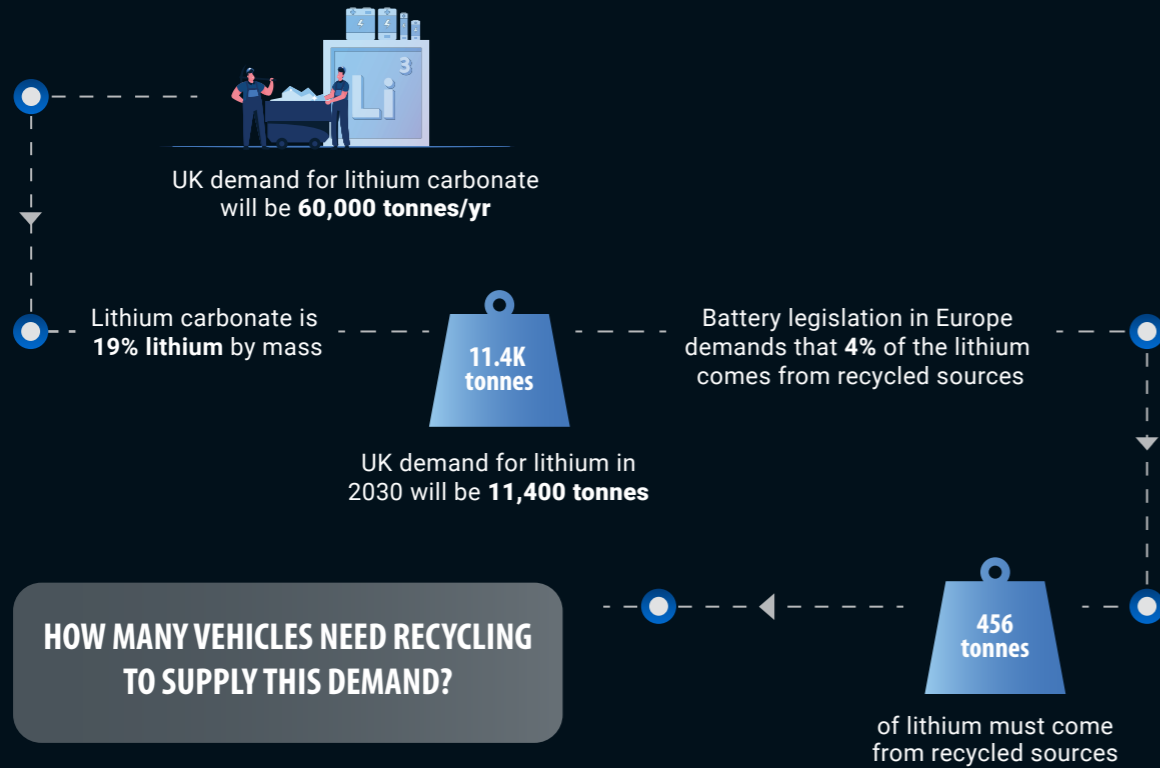 3
Li
UK demand for lithium carbonate
will be 60,000 tonnes/yr
Lithium carbonate is
19% lithium by mass
11.4K
tonnes
UK demand for lithium in
2030 will be 11,400 tonnes
Battery legislation in Europe
demands that 4% of the lithium
comes from recycled sources
456
tonnes
of lithium must come
from recycled sources
HOW MANY VEHICLES NEED RECYCLING
TO SUPPLY THIS DEMAND?